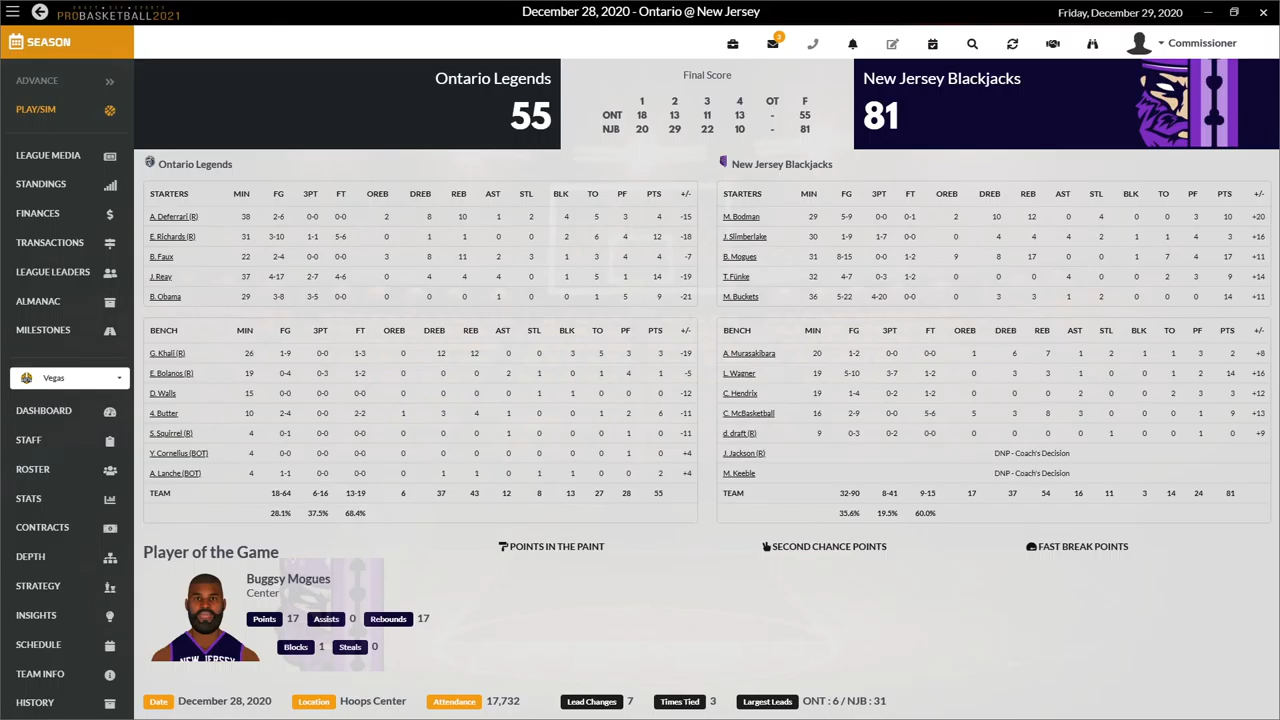 DRAFT DAY SPORTS
PROBASKETBALL2021
December 28, 2020 - Ontario @ New Jersey
Friday, December 29, 2020
SEASON
3
Commissioner
ADVANCE
PLAY/SIM
LEAGUE MEDIA
STANDINGS
FINANCES
TRANSACTIONS
LEAGUE LEADERS
ALMANAC
MILESTONES
Vegas
DASHBOARD
STAFF
ROSTER
STATS
CONTRACTS
DEPTH
STRATEGY
INSIGHTS
SCHEDULE
TEAM INFO
HISTORY
Ontario Legends
55
Final Score
1 2 3 4 OT F
ONT 18 13 11 13 - 55
NJB 20 29 22 10 - 81
New Jersey Blackjacks
81
Ontario Legends
STARTERS MIN FG 3PT FT OREB DREB REB AST STL BLK TO PF PTS +/-
A. Deferrari (R) 38 2-6 0-0 0-0 2 8 10 1 2 4 5 3 4 -15
E. Richards (R) 31 3-10 1-1 5-6 0 1 1 0 0 2 6 4 12 -18
B. Faux 22 2-4 0-0 0-0 3 8 11 2 3 1 3 4 4 -7
J. Reay 37 4-17 2-7 4-6 0 4 4 4 0 1 5 1 14 -19
B. Obama 29 3-8 3-5 0-0 0 0 0 1 0 0 1 5 9 -21
BENCH MIN FG 3PT FT OREB DREB REB AST STL BLK TO PF PTS +/-
G. Khali (R) 26 1-9 0-0 1-3 0 12 12 0 0 3 5 3 3 -19
E. Bolanos (R) 19 0-4 0-3 1-2 0 0 0 2 1 0 1 4 1 -5
D. Walls 15 0-0 0-0 0-0 0 0 0 0 1 1 0 0 0 -12
4. Butter 10 2-4 0-0 2-2 1 3 4 1 0 0 1 2 6 -11
S. Squirrel (R) 4 0-1 0-0 0-0 0 0 0 1 0 0 0 1 0 -11
Y. Cornelius (BOT) 4 0-0 0-0 0-0 0 0 0 0 0 0 0 1 0 +4
A. Lanche (BOT) 4 1-1 0-0 0-0 0 1 1 0 1 1 0 0 2 +4
TEAM 18-64 6-16 13-19 6 37 43 12 8 13 27 28 55
28.1% 37.5% 68.4%
New Jersey Blackjacks
STARTERS MIN FG 3PT FT OREB DREB REB AST STL BLK TO PF PTS +/-
M. Bodman 29 5-9 0-0 0-1 2 10 12 0 4 0 0 3 10 +20
J. Slimberlake 30 1-9 1-7 0-0 0 4 4 4 2 1 1 4 3 +16
B. Mogues 31 8-15 0-0 1-2 9 8 17 0 0 1 7 4 17 +11
T. Fünke 32 4-7 0-3 1-2 0 0 0 4 0 0 2 3 9 +14
M. Buckets 36 5-22 4-20 0-0 0 3 3 1 2 0 0 0 14 +11
BENCH MIN FG 3PT FT OREB DREB REB AST STL BLK TO PF PTS +/-
A. Murasakibara 20 1-2 0-0 0-0 1 6 7 1 2 1 1 3 2 +8
L. Wagner 19 5-10 3-7 1-2 0 3 3 1 0 0 1 2 14 +16
C. Hendrix 19 1-4 0-2 1-2 0 0 0 2 0 0 2 3 3 +12
C. McBasketball 16 2-9 0-0 5-6 5 3 8 3 0 0 0 1 9 +13
d. draft (R) 9 0-3 0-2 0-0 0 0 0 0 1 0 0 1 0 +9
J. Jackson (R) DNP - Coach's Decision
M. Keeble DNP - Coach's Decision
TEAM 32-90 8-41 9-15 17 37 54 16 11 3 14 24 81
35.6% 19.5% 60.0%
Player of the Game
POINTS IN THE PAINT
SECOND CHANCE POINTS
FAST BREAK POINTS
Buggsy Mogues
Center
Points 17 Assists 0 Rebounds 17
Blocks 1 Steals 0
NEW JERSEY
Date December 28, 2020 Location Hoops Center Attendance 17,732 Lead Changes 7 Times Tied 3 Largest Leads ONT : 6 / NJB : 31